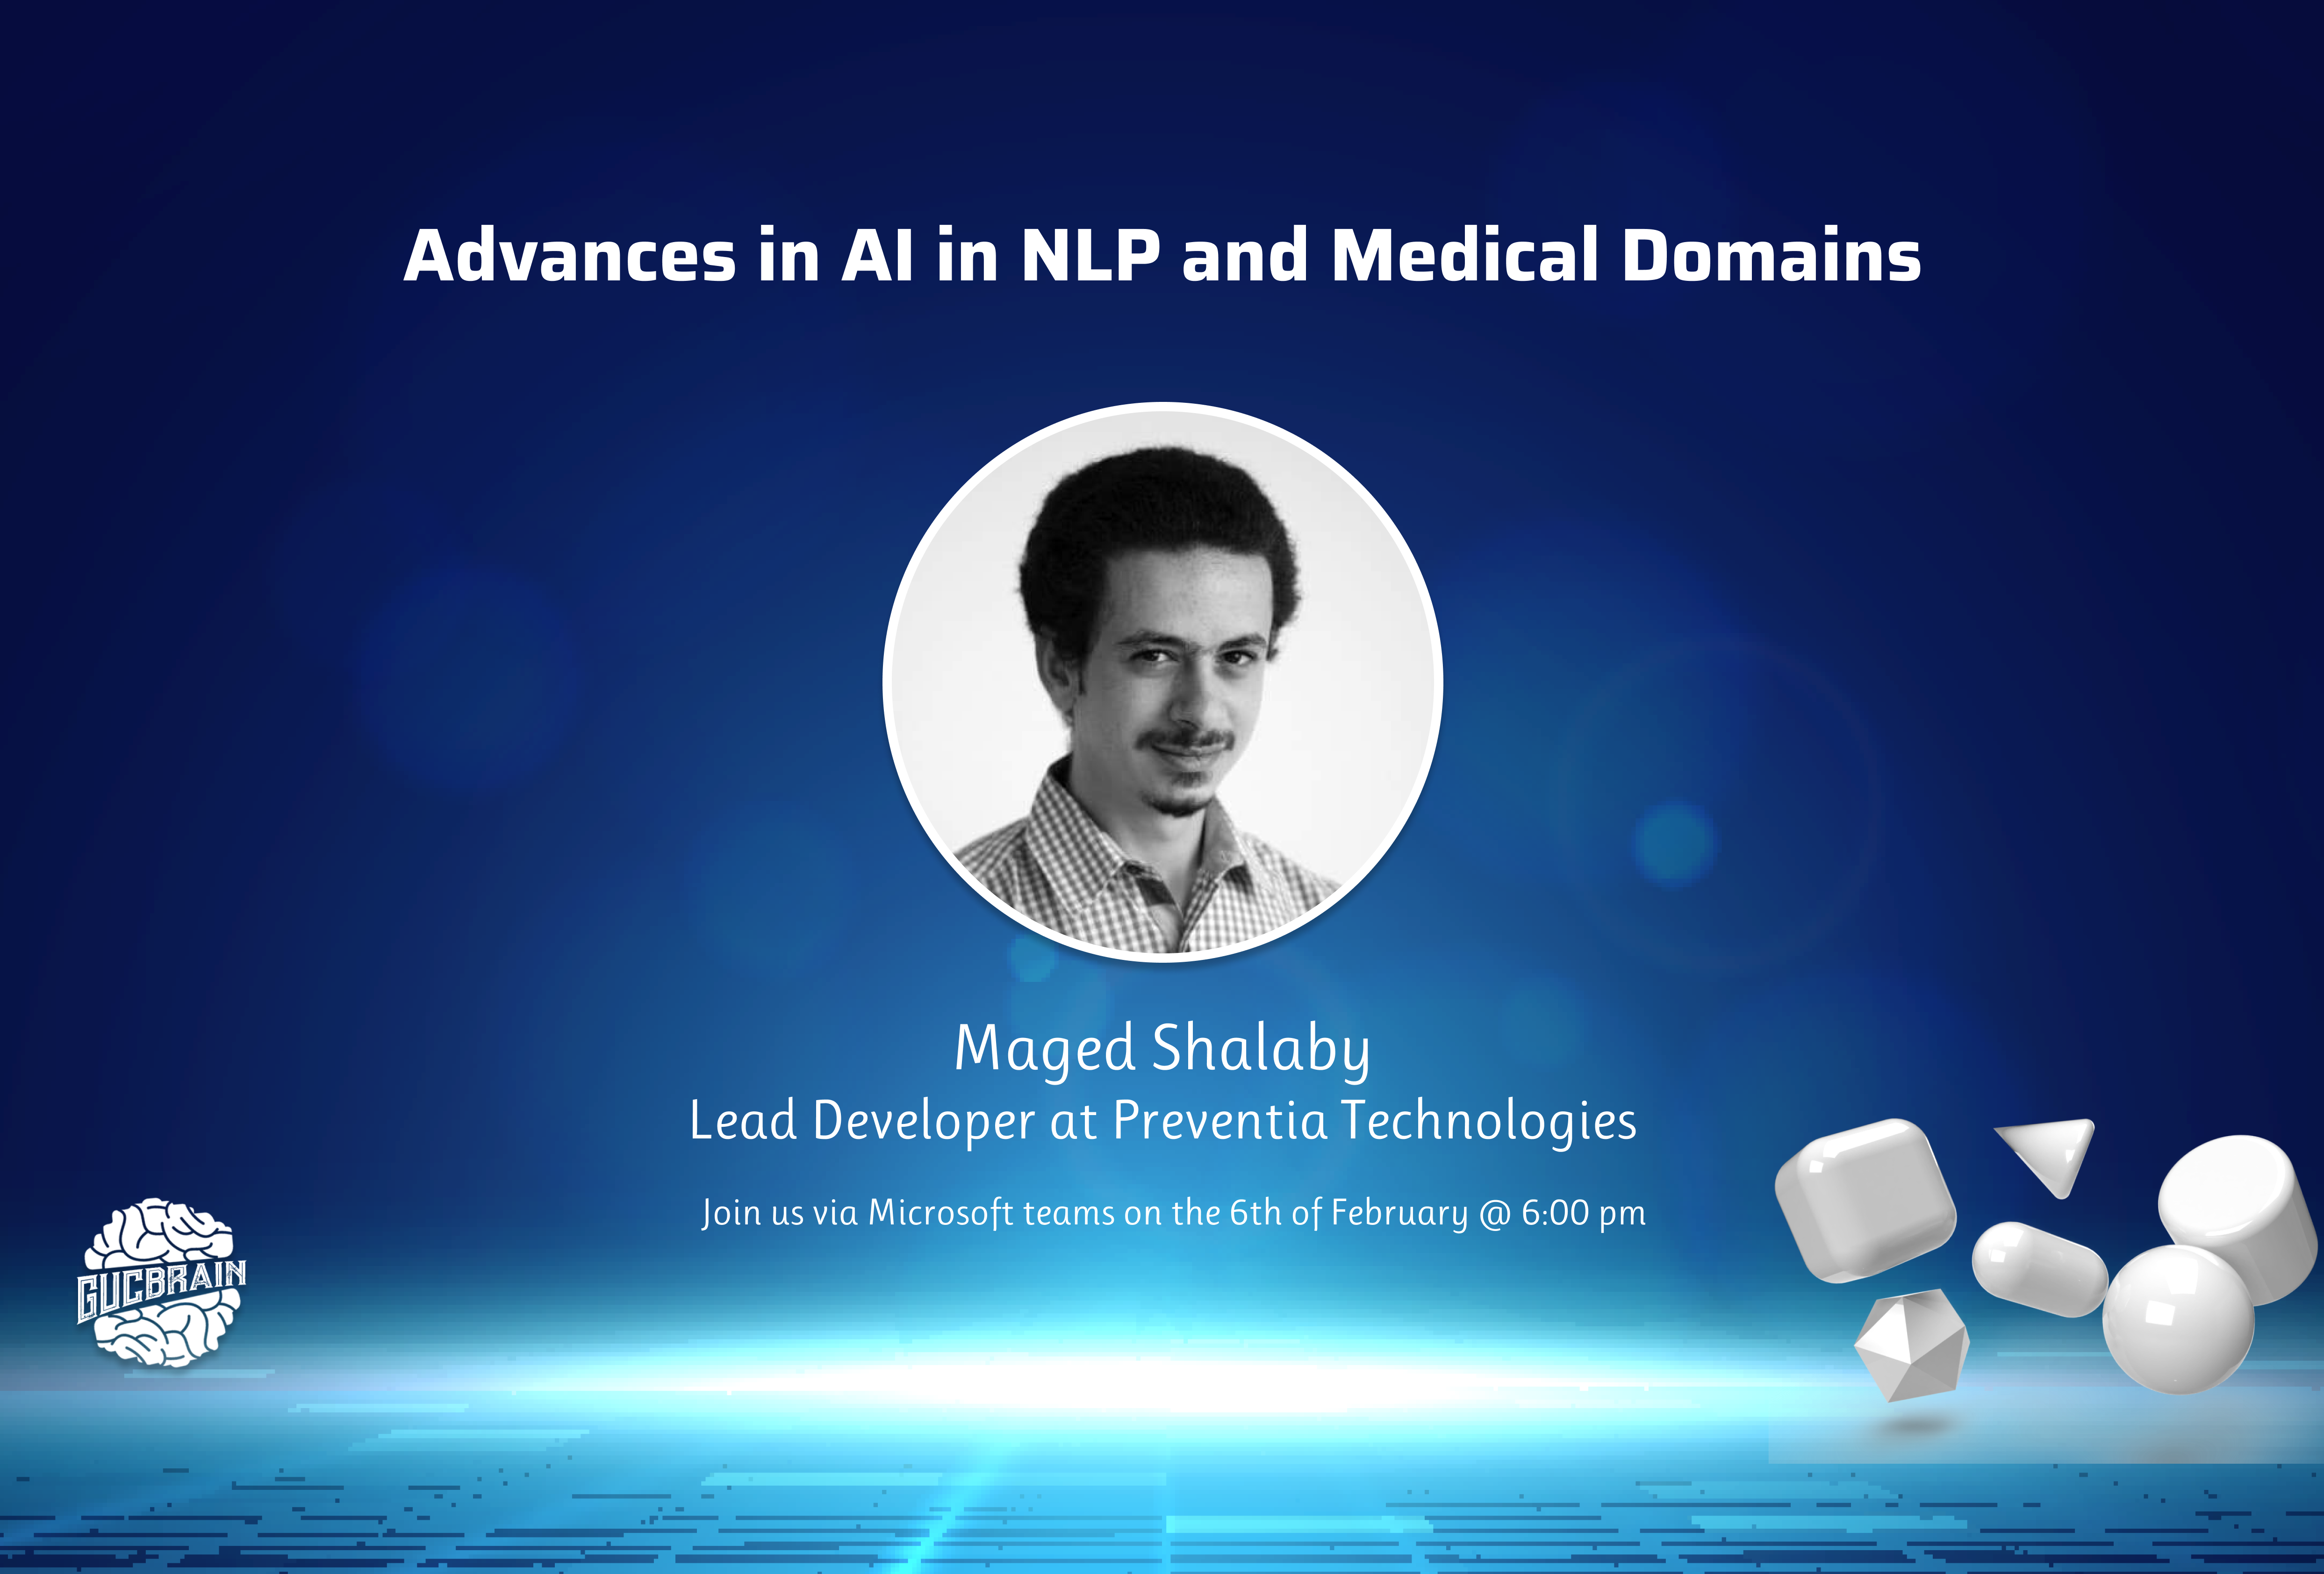 Advances in AI in NLP and Medical Domains
Maged Shalaby
Lead Developer at Preventia Technologies
Join us via Microsoft teams on the 6th of February @ 6:00 pm
GUCBRAIN